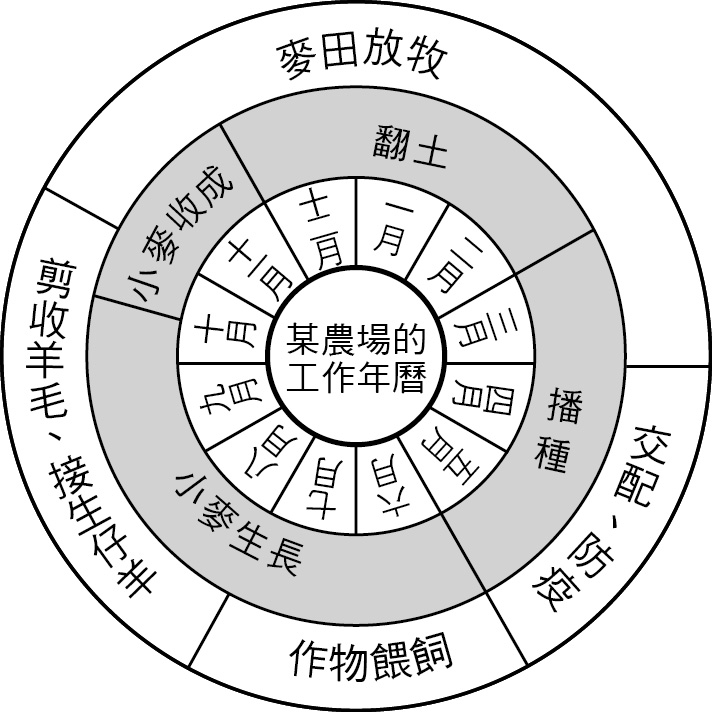 麥田放牧
翻土
小麥收成
播種
小麥生長
剪收羊毛、接生仔羊
交配、防疫
作物餵飼
一月
二月
三月
四月
五月
六月
七月
八月
九月
十月
十一月
十二月
某農場的
工作年曆